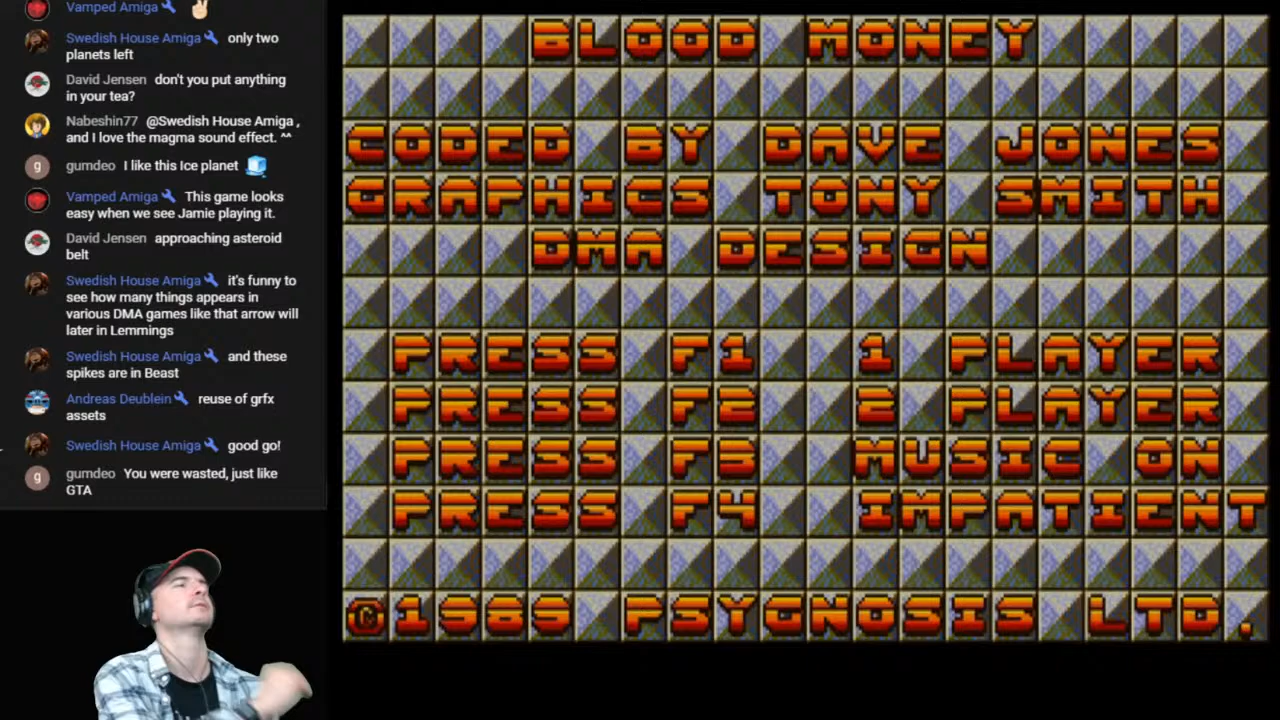 Vamped Amiga ✌🏻
Swedish House Amiga only two
planets left
David Jensen don't you put anything
in your tea?
Nabeshin77 @Swedish House Amiga ,
and I love the magma sound effect. ^^
g gumdeo I like this Ice planet 🧊
Vamped Amiga This game looks
easy when we see Jamie playing it.
David Jensen approaching asteroid
belt
Swedish House Amiga it's funny to
see how many things appears in
various DMA games like that arrow will
later in Lemmings
Swedish House Amiga and these
spikes are in Beast
Andreas Deublein reuse of grfx
assets
Swedish House Amiga good go!
g gumdeo You were wasted, just like
GTA
BLOOD MONEY
CODED BY DAVE JONES
GRAPHICS TONY SMITH
DMA DESIGN
PRESS F1 1 PLAYER
PRESS F2 2 PLAYER
PRESS F3 MUSIC ON
PRESS F4 IMPATIENT
©1989 PSYGNOSIS LTD.